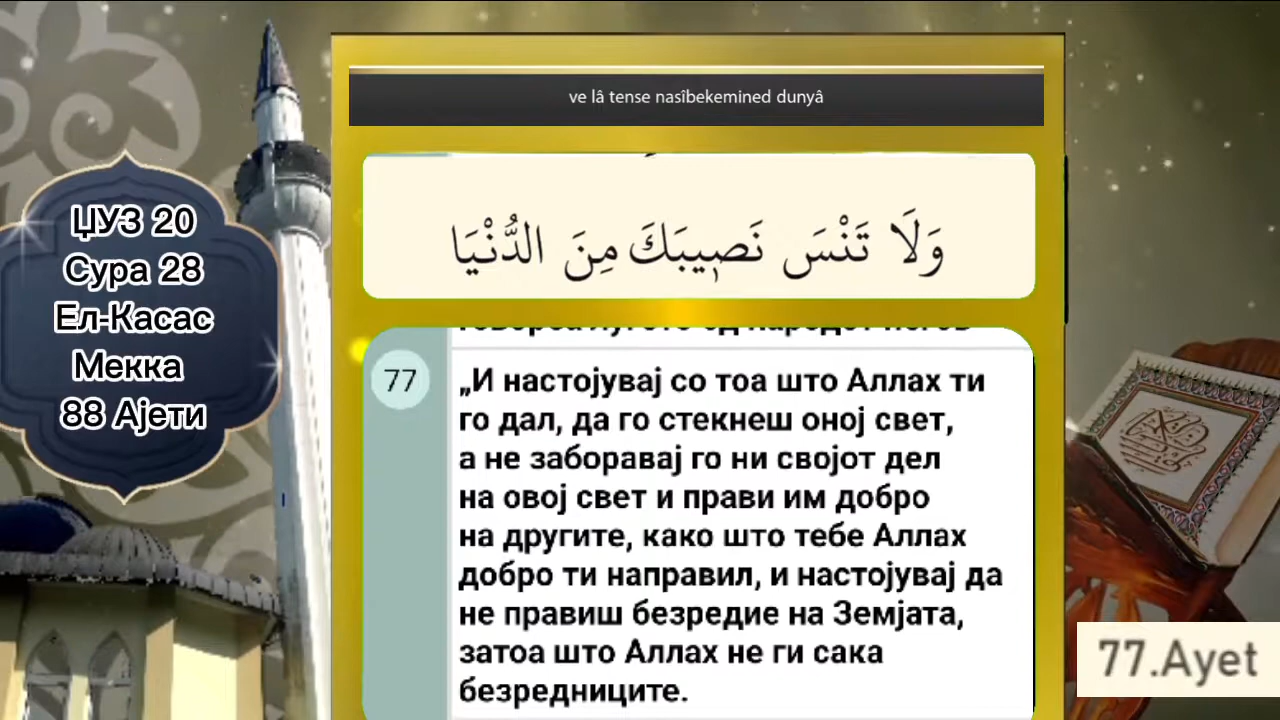 ЏУЗ 20
Сура 28
Ел-Касас
Мекка
88 Ајети
ve lâ tense nasîbekemined dunyâ
وَلَا تَنْسَ نَصٖيبَكَ مِنَ الدُّنْيَا
77
„И настојувај со тоа што Аллах ти
го дал, да го стекнеш оној свет,
а не заборавај го ни својот дел
на овој свет и прави им добро
на другите, како што тебе Аллах
добро ти направил, и настојувај да
не правиш безредие на Земјата,
затоа што Аллах не ги сака
безредниците.
77.Ayet